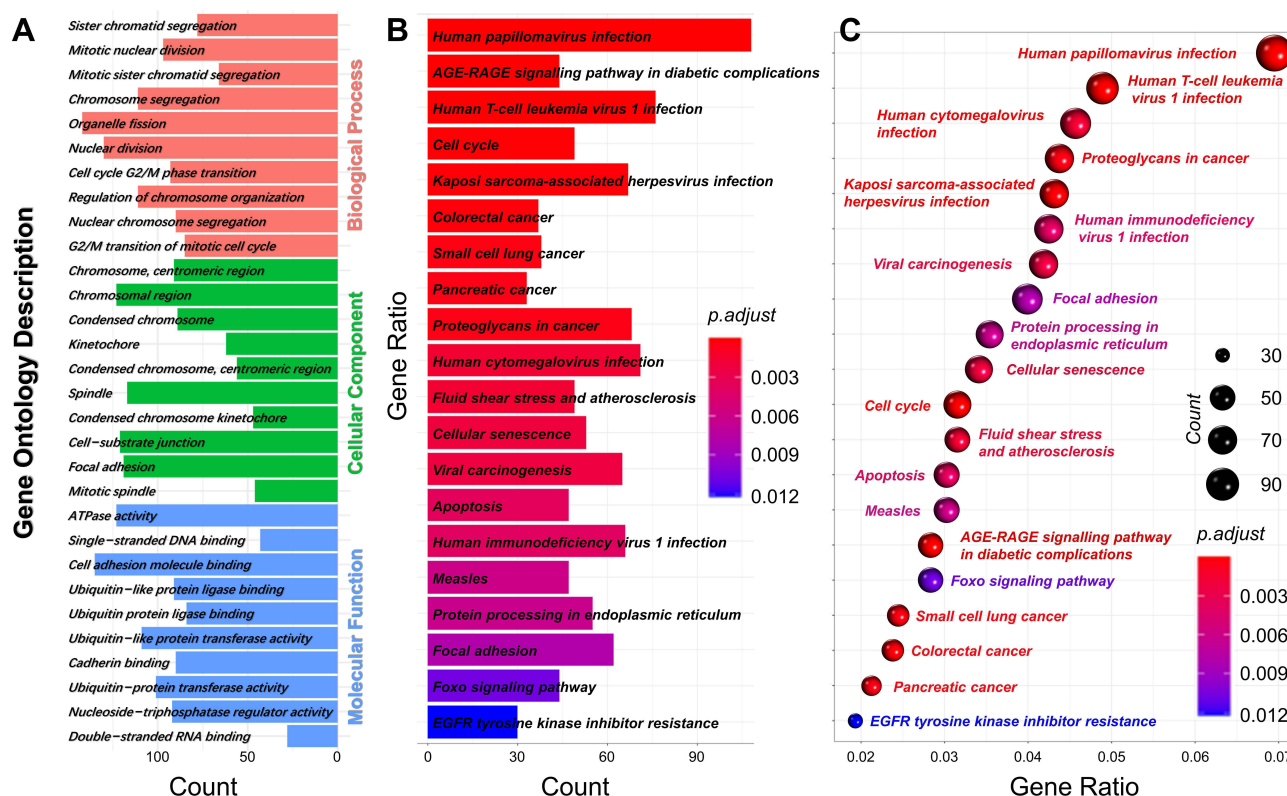 A
Gene Ontology Description
Sister chromatid segregation
Mitotic nuclear division
Mitotic sister chromatid segregation
Chromosome segregation
Organelle fission
Nuclear division
Cell cycle G2/M phase transition
Regulation of chromosome organization
Nuclear chromosome segregation
G2/M transition of mitotic cell cycle
Chromosome, centromeric region
Chromosomal region
Condensed chromosome
Kinetochore
Condensed chromosome, centromeric region
Spindle
Condensed chromosome kinetochore
Cell−substrate junction
Focal adhesion
Mitotic spindle
ATPase activity
Single−stranded DNA binding
Cell adhesion molecule binding
Ubiquitin−like protein ligase binding
Ubiquitin protein ligase binding
Ubiquitin−like protein transferase activity
Cadherin binding
Ubiquitin−protein transferase activity
Nucleoside−triphosphatase regulator activity
Double−stranded RNA binding
Biological Process
Cellular Component
Molecular Function
100 50 0
Count
B
Gene Ratio
Human papillomavirus infection
AGE-RAGE signalling pathway in diabetic complications
Human T-cell leukemia virus 1 infection
Cell cycle
Kaposi sarcoma-associated herpesvirus infection
Colorectal cancer
Small cell lung cancer
Pancreatic cancer
Proteoglycans in cancer
Human cytomegalovirus infection
Fluid shear stress and atherosclerosis
Cellular senescence
Viral carcinogenesis
Apoptosis
Human immunodeficiency virus 1 infection
Measles
Protein processing in endoplasmic reticulum
Focal adhesion
Foxo signaling pathway
EGFR tyrosine kinase inhibitor resistance
p.adjust
0.003
0.006
0.009
0.012
0 30 60 90
Count
C
Human papillomavirus infection
Human T-cell leukemia
virus 1 infection
Human cytomegalovirus
infection
Proteoglycans in cancer
Kaposi sarcoma-associated
herpesvirus infection
Human immunodeficiency
virus 1 infection
Viral carcinogenesis
Focal adhesion
Protein processing in
endoplasmic reticulum
Cellular senescence
Cell cycle
Fluid shear stress
and atherosclerosis
Apoptosis
Measles
AGE-RAGE signalling pathway
in diabetic complications
Foxo signaling pathway
Small cell lung cancer
Colorectal cancer
Pancreatic cancer
EGFR tyrosine kinase inhibitor resistance
Count
30
50
70
90
p.adjust
0.003
0.006
0.009
0.012
0.02 0.03 0.04 0.05 0.06 0.07
Gene Ratio